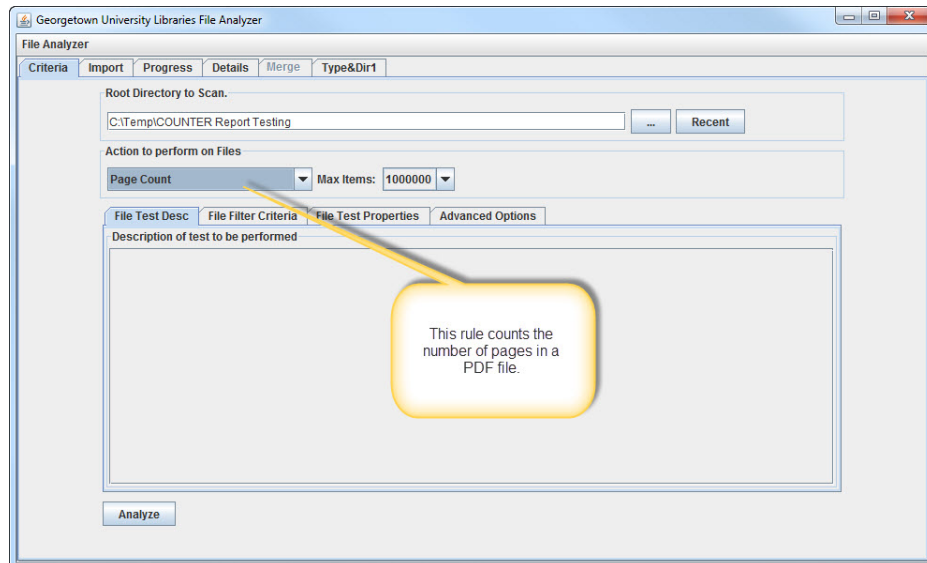 Georgetown University Libraries File Analyzer
File Analyzer
Criteria Import Progress Details Merge Type&Dir1
Root Directory to Scan.
C:\Temp\COUNTER Report Testing ... Recent
Action to perform on Files
Page Count Max Items: 1000000
File Test Desc File Filter Criteria File Test Properties Advanced Options
Description of test to be performed
This rule counts the
number of pages in a
PDF file.
Analyze